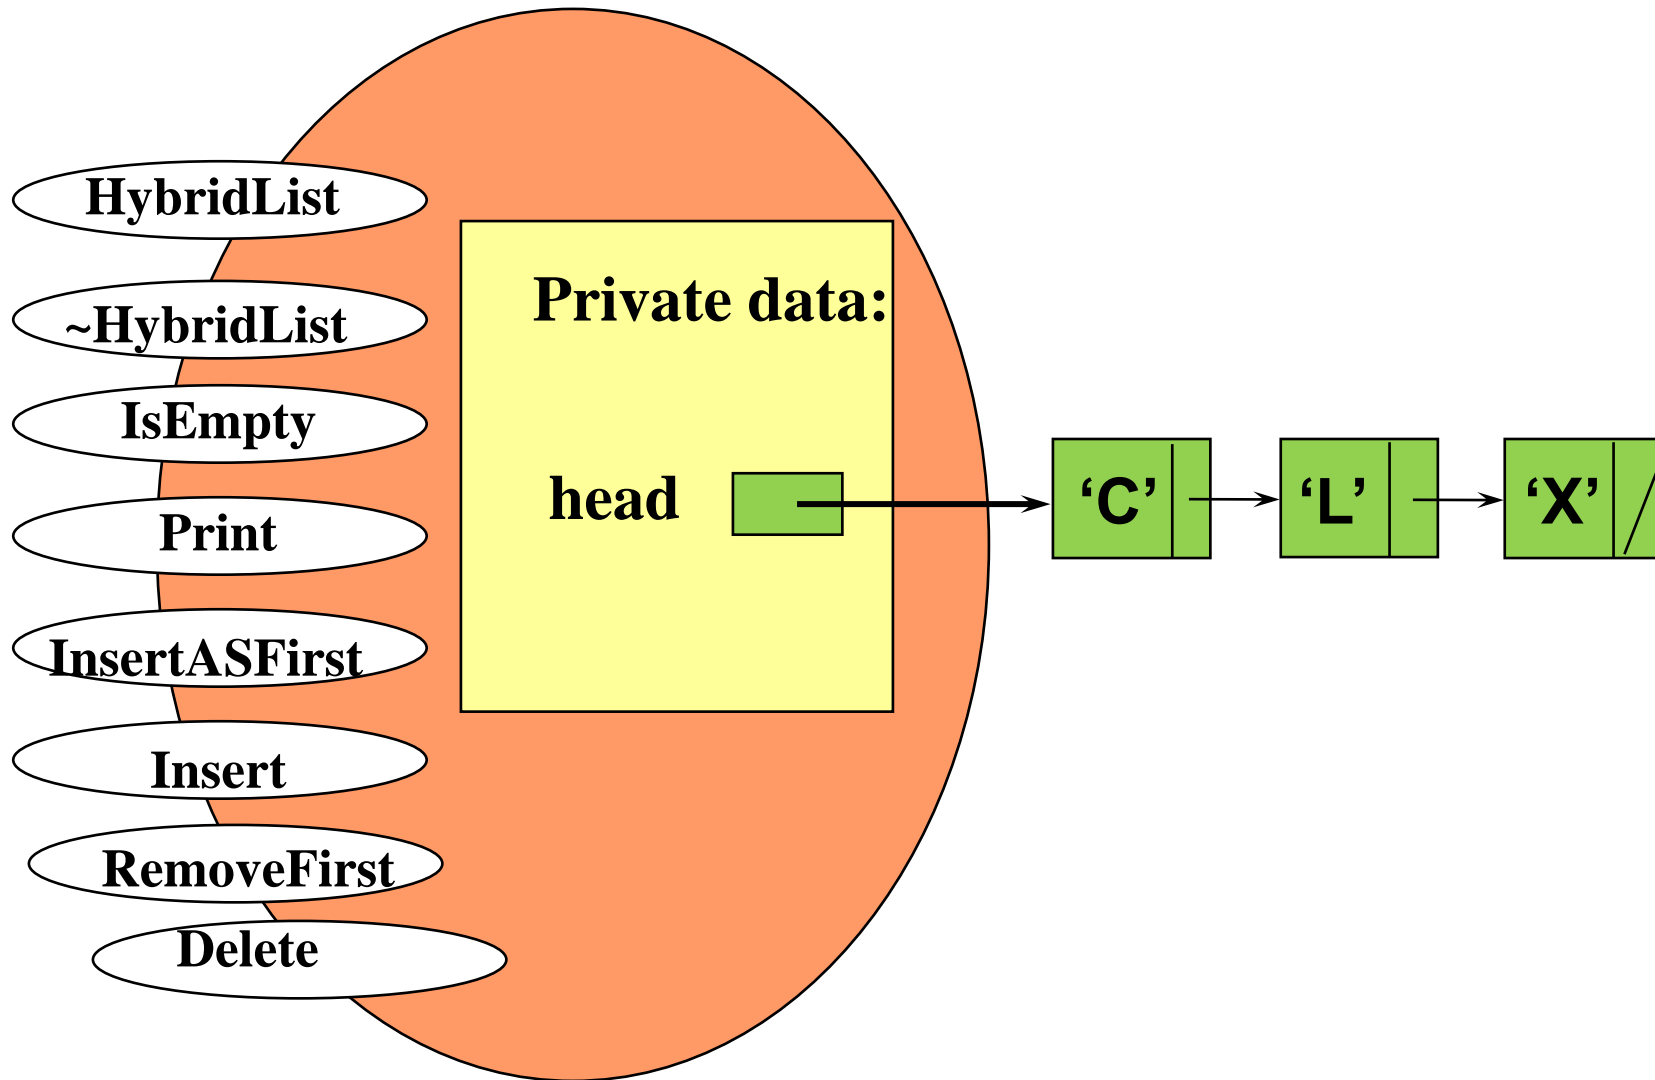 HybridList
~HybridList
IsEmpty
Print
InsertASFirst
Insert
RemoveFirst
Delete
Private data:
head
‘C’ ‘L’ ‘X’